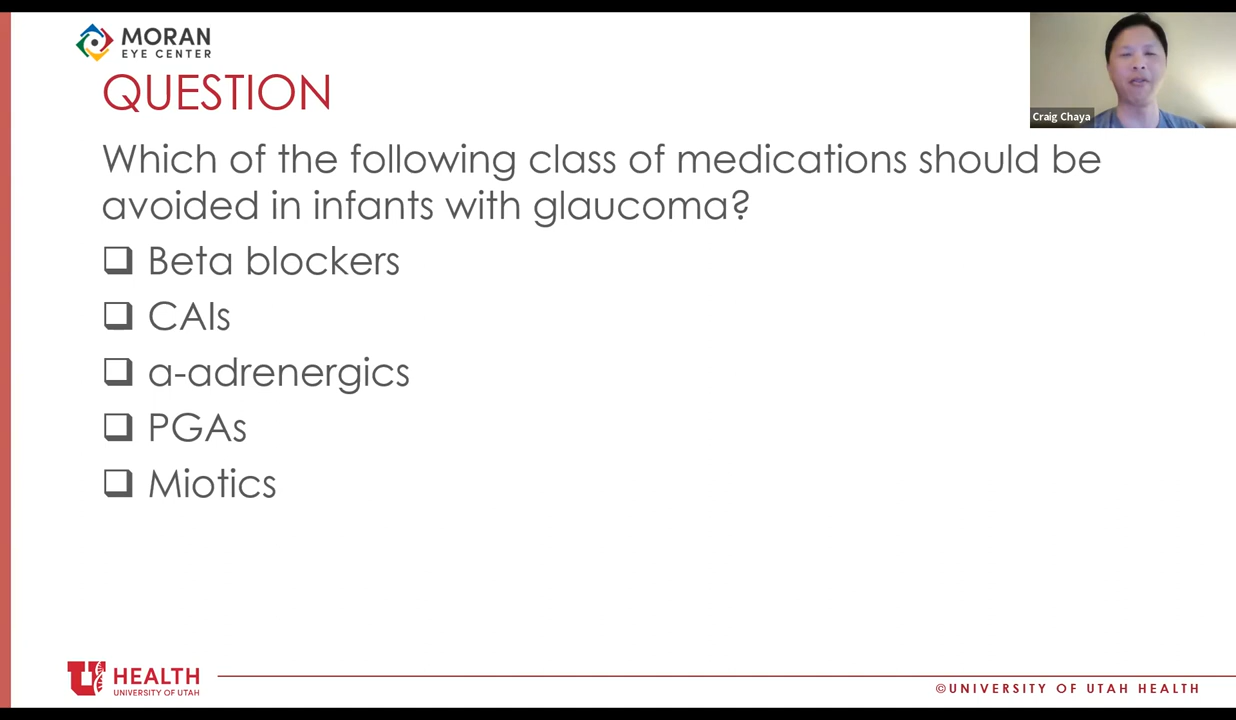 MORAN
EYE CENTER
QUESTION
Craig Chaya
Which of the following class of medications should be
avoided in infants with glaucoma?
Beta blockers
CAIs
α-adrenergics
PGAs
Miotics
U HEALTH
UNIVERSITY OF UTAH
©UNIVERSITY OF UTAH HEALTH